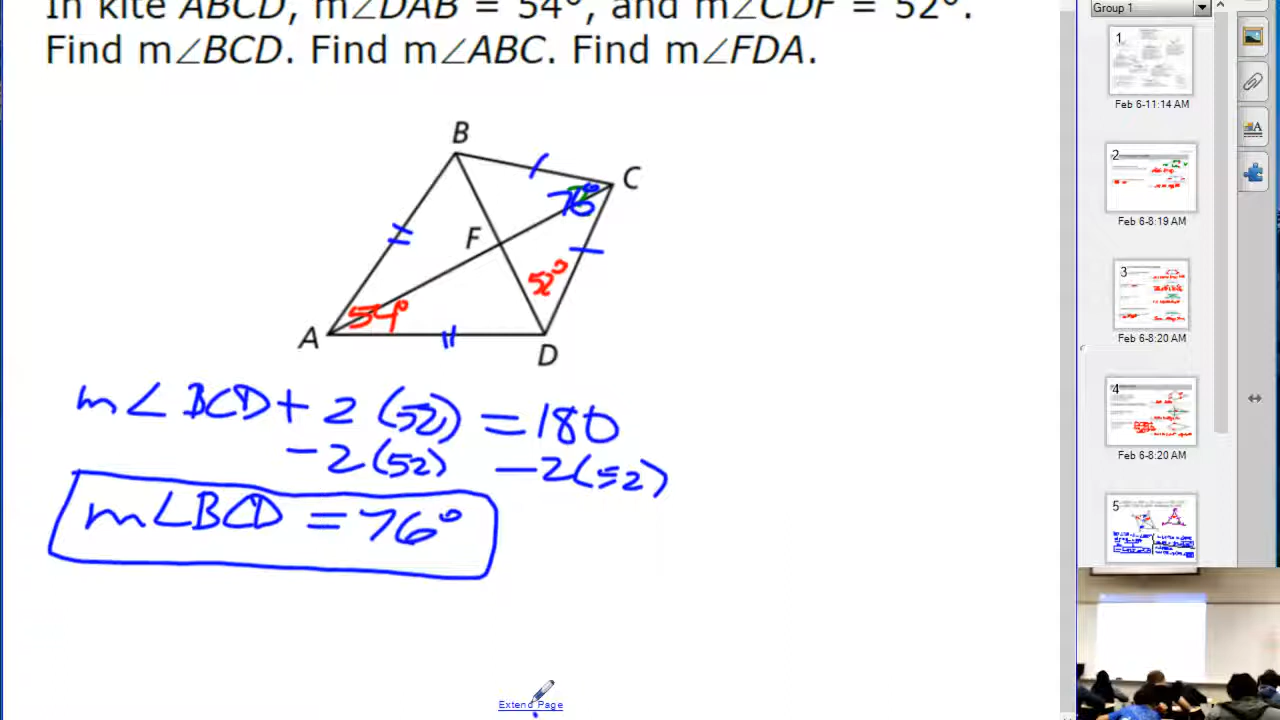 In kite ABCD, m∠DAB = 54°, and m∠CDF = 52°.
Find m∠BCD. Find m∠ABC. Find m∠FDA.
B
C
76°
F
52°
54°
A
D
m∠BCD + 2(52) = 180
-2(52) -2(52)
m∠BCD = 76°
Extend Page
Group 1
1
Feb 6-11:14 AM
2
Feb 6-8:19 AM
3
Feb 6-8:20 AM
4
Feb 6-8:20 AM
5